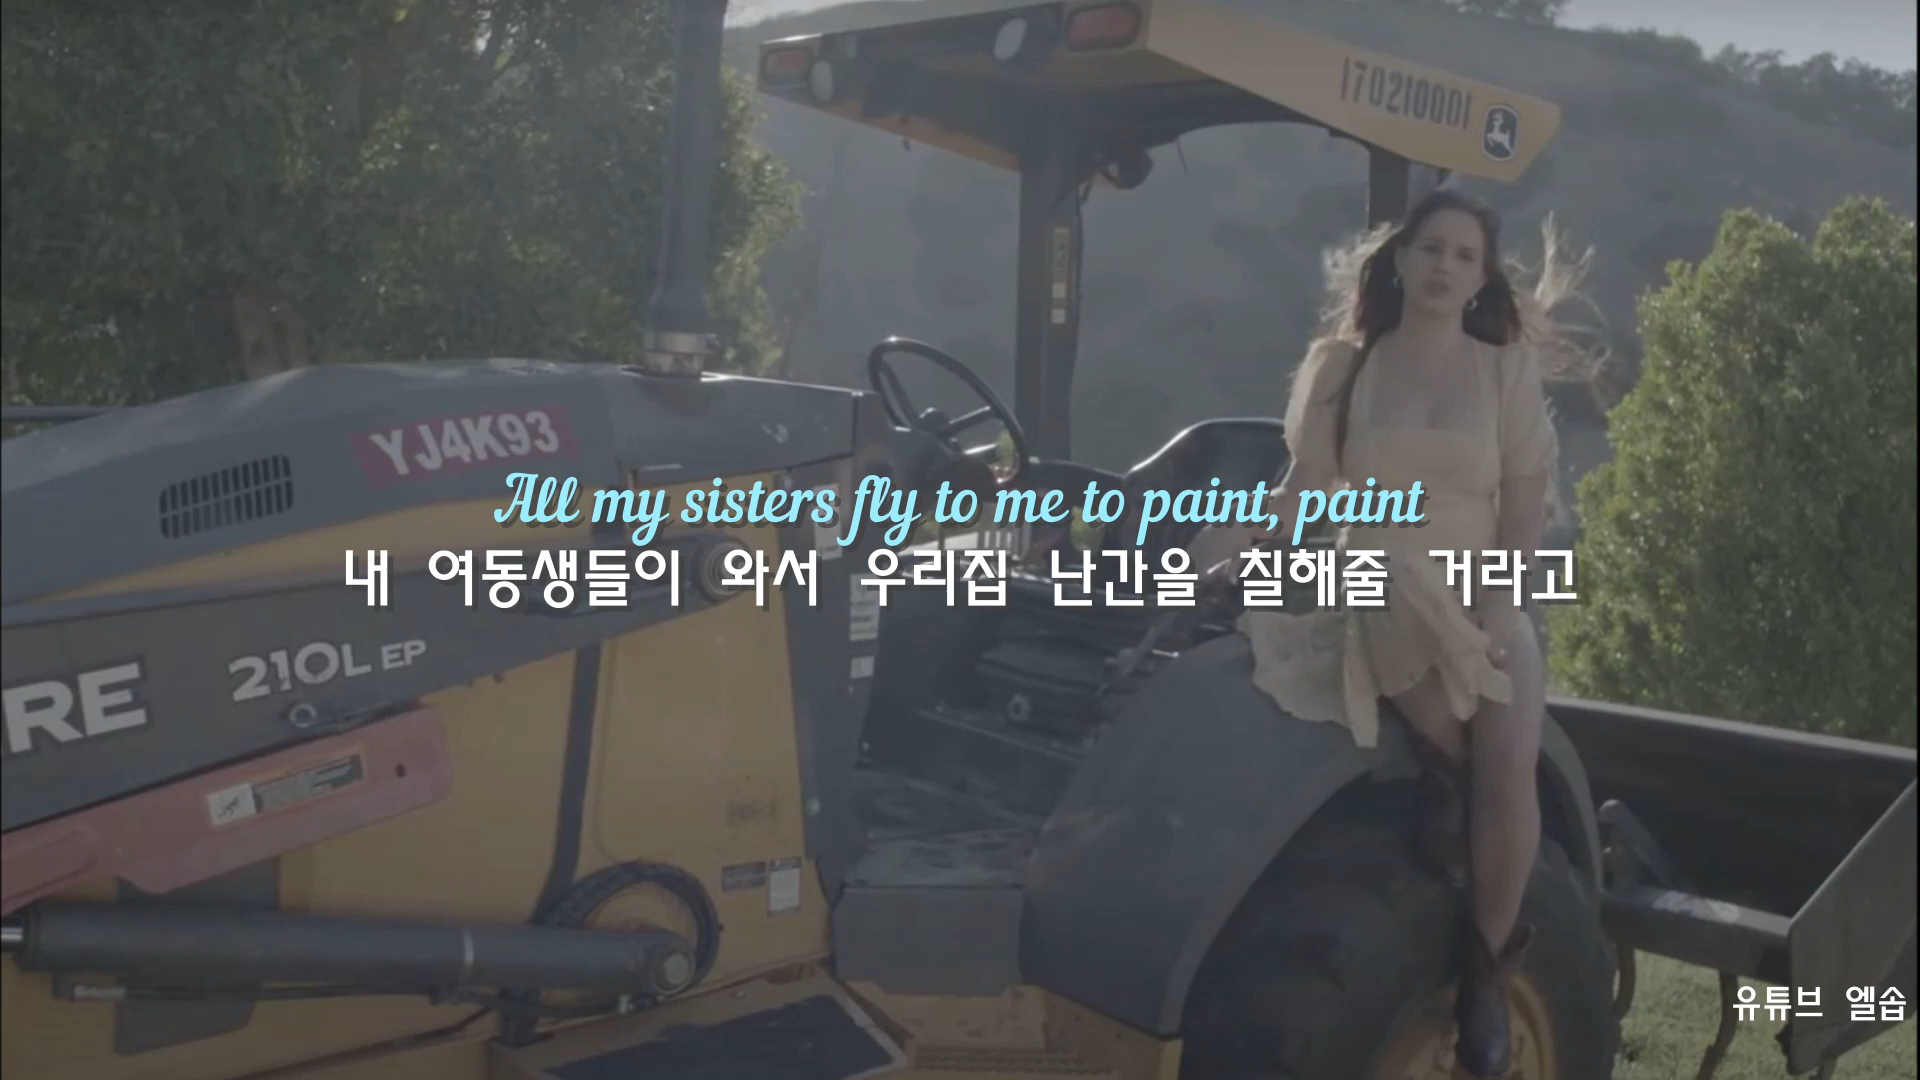 170210001
YJ4K93
All my sisters fly to me to paint, paint
내 여동생들이 와서 우리집 난간을 칠해줄 거라고
RE 210L EP
유튜브 엘솝